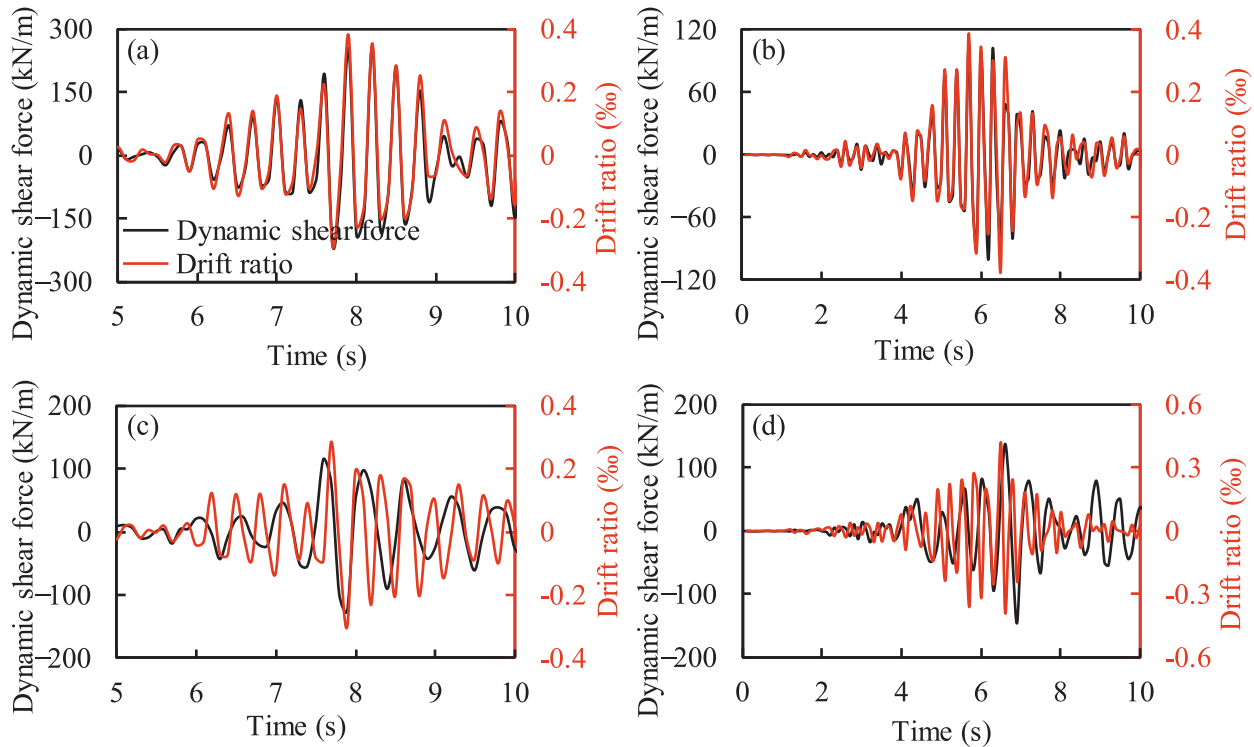 (a)
Dynamic shear force (kN/m)
300
150
0
−150
−300
0.4
0.2
0
-0.2
-0.4
Drift ratio (‰)
Dynamic shear force
Drift ratio
5 6 7 8 9 10
Time (s)
(b)
Dynamic shear force (kN/m)
120
60
0
−60
−120
0.4
0.2
0
-0.2
-0.4
Drift ratio (‰)
0 2 4 6 8 10
Time (s)
(c)
Dynamic shear force (kN/m)
200
100
0
−100
−200
0.4
0.2
0
-0.2
-0.4
Drift ratio (‰)
5 6 7 8 9 10
Time (s)
(d)
Dynamic shear force (kN/m)
200
100
0
−100
−200
0.6
0.3
0
-0.3
-0.6
Drift ratio (‰)
0 2 4 6 8 10
Time (s)